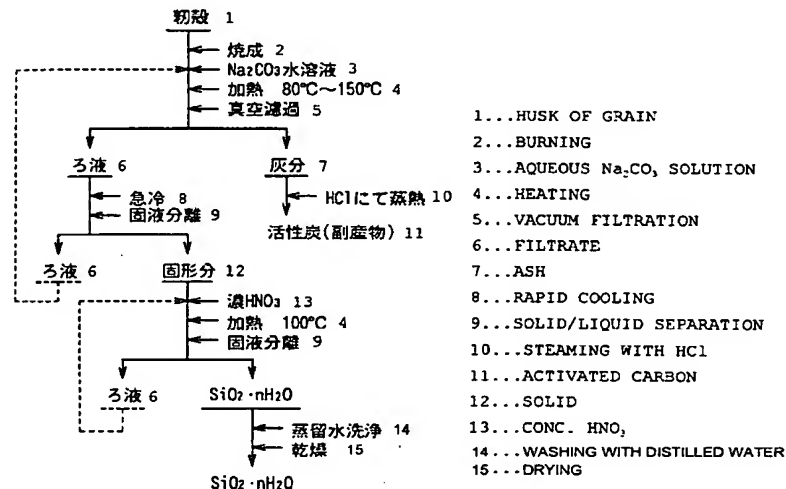 籾殻 1
焼成 2
Na2CO3水溶液 3
加熱 80℃~150℃ 4
真空濾過 5
ろ液 6
灰分 7
急冷 8
固液分離 9
HClにて蒸熱 10
活性炭(副産物) 11
ろ液 6
固形分 12
濃HNO3 13
加熱 100℃ 4
固液分離 9
ろ液 6
SiO2·nH2O
蒸留水洗浄 14
乾燥 15
SiO2·nH2O
1...HUSK OF GRAIN
2...BURNING
3...AQUEOUS Na2CO3 SOLUTION
4...HEATING
5...VACUUM FILTRATION
6...FILTRATE
7...ASH
8...RAPID COOLING
9...SOLID/LIQUID SEPARATION
10...STEAMING WITH HCl
11...ACTIVATED CARBON
12...SOLID
13...CONC. HNO3
14...WASHING WITH DISTILLED WATER
15...DRYING